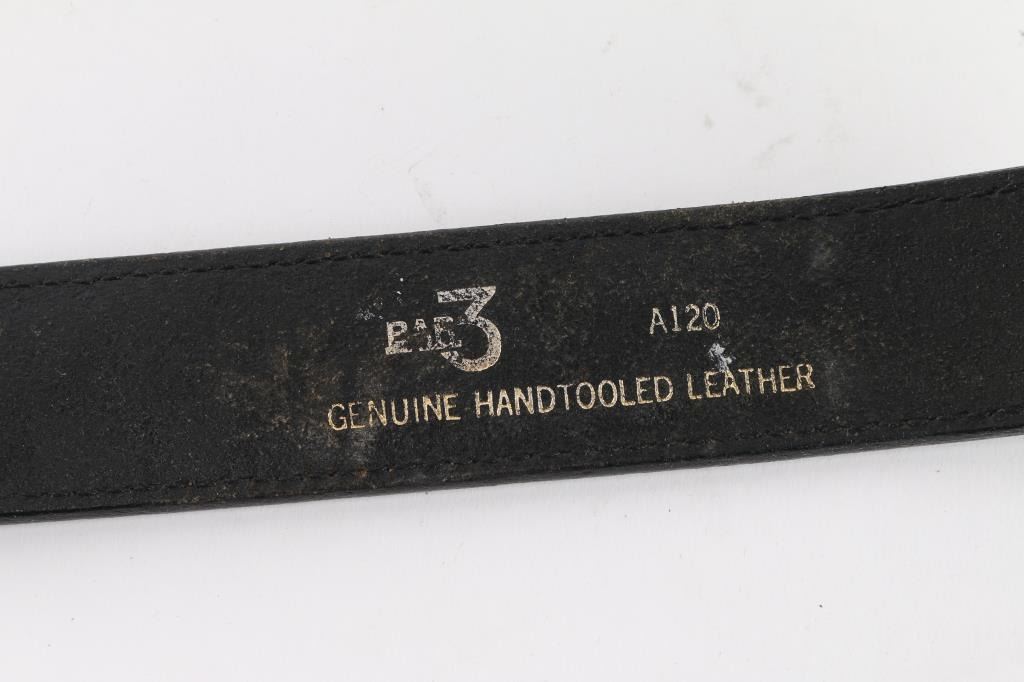 BAR 3 A120
GENUINE HANDTOOLED LEATHER